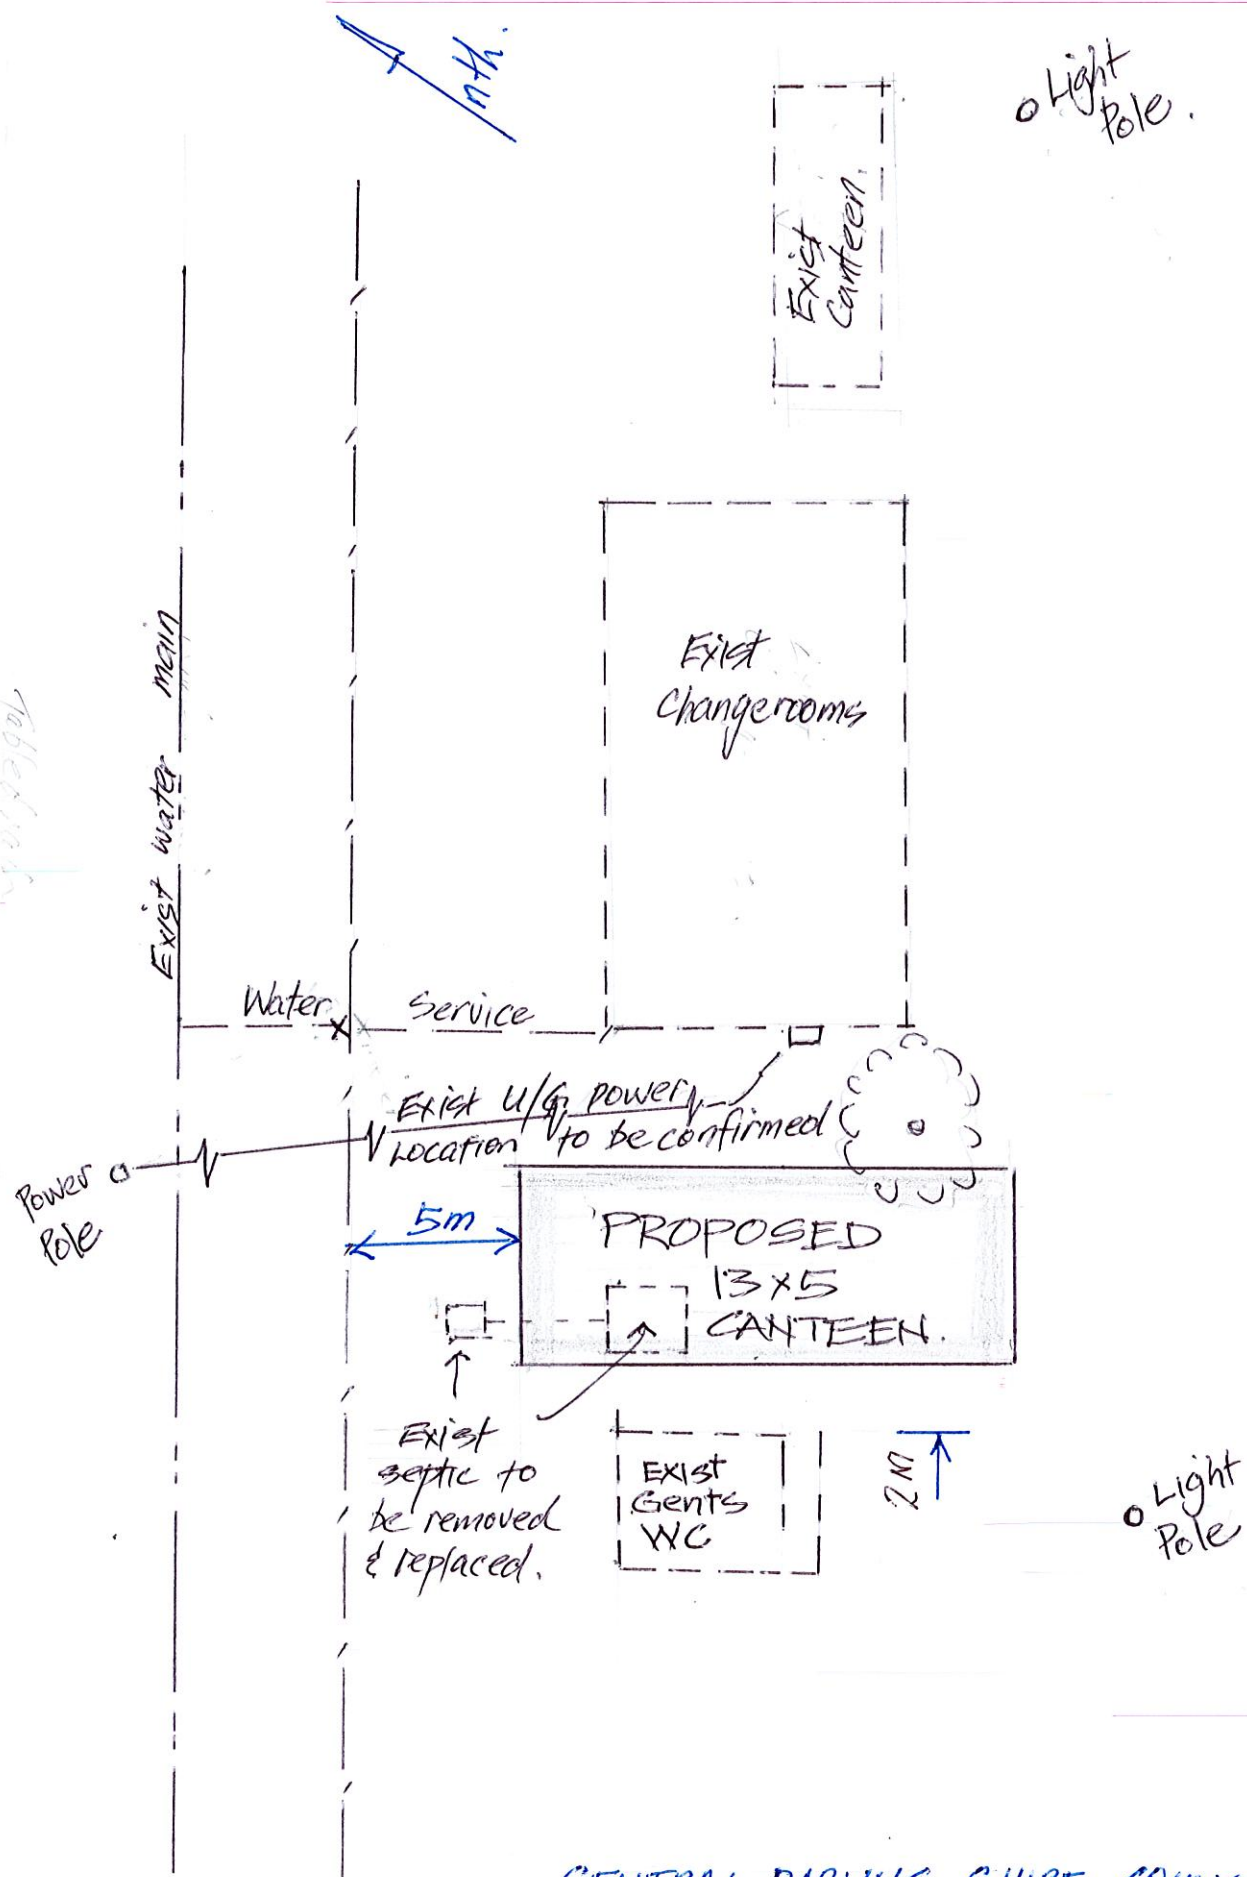 nth.
Light
Pole.
Exist
Canteen.
Exist
Changerooms
Exist water main
Water
Service
Exist U/G power
Location to be confirmed
Power
Pole
5m
PROPOSED
13x5
CANTEEN.
Exist
septic to
be removed
& replaced.
Exist
Gents
WC
2M
Light
Pole